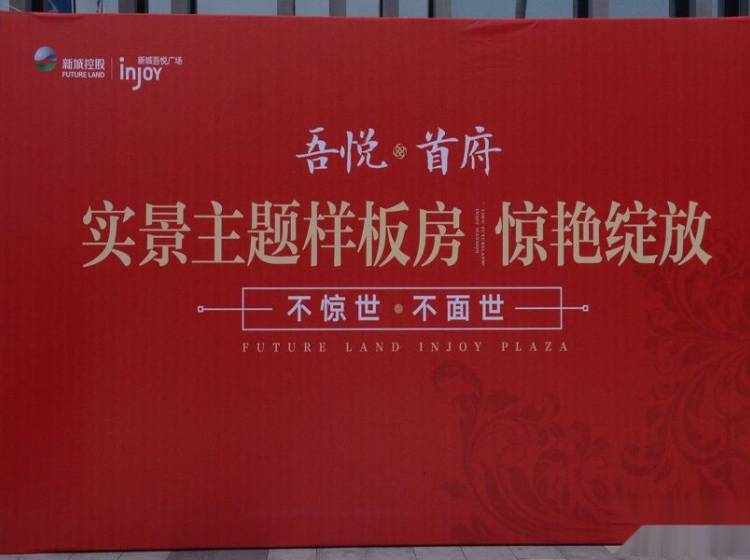 新城控股 新城吾悦广场
FUTURE LAND injoy
吾悦 首府
实景主题样板房 惊艳绽放
不惊世·不面世
FUTURE LAND INJOY PLAZA